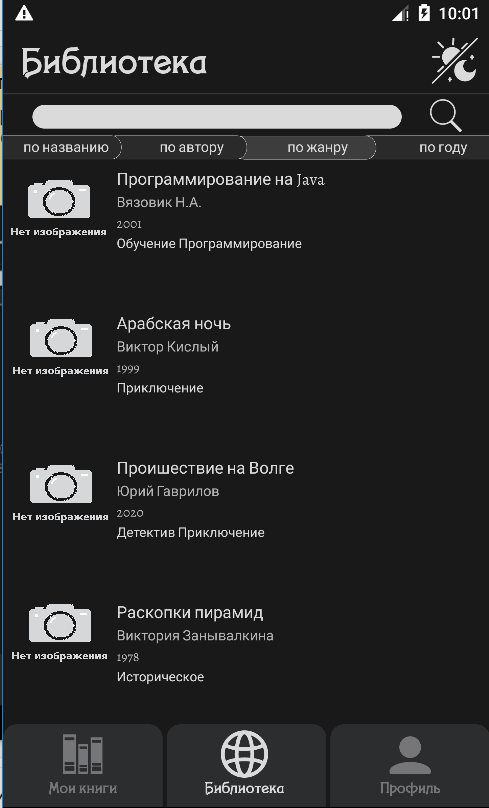 10:01
Библиотека
по названию по автору по жанру по году
Программирование на Java
Вязовик Н.А.
2001
Нет изображения
Обучение Программирование
Арабская ночь
Виктор Кислый
1999
Нет изображения
Приключение
Проишествие на Волге
Юрий Гаврилов
2020
Нет изображения
Детектив Приключение
Раскопки пирамид
Виктория Занывалкина
1978
Нет изображения
Историческое
Мои книги Библиотека Профиль